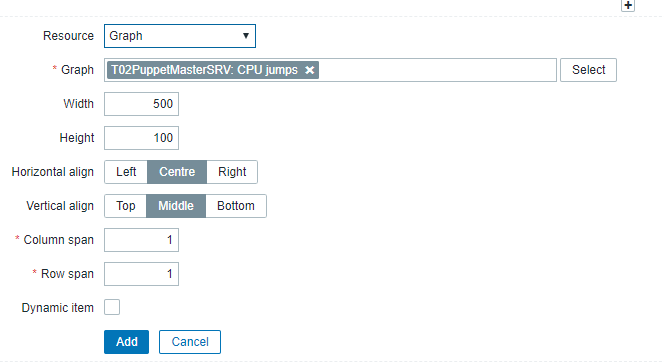 +
Resource Graph ▼
* Graph T02PuppetMasterSRV: CPU jumps ✖ Select
Width 500
Height 100
Horizontal align Left Centre Right
Vertical align Top Middle Bottom
* Column span 1
* Row span 1
Dynamic item
Add Cancel